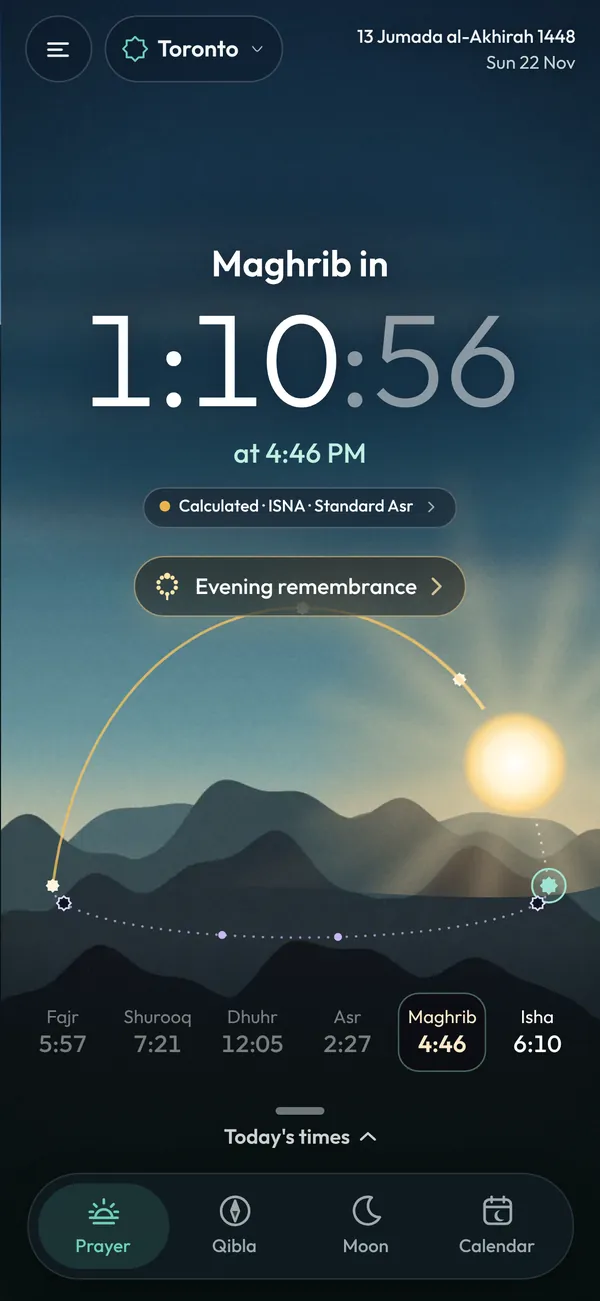 Toronto
13 Jumada al-Akhirah 1448
Sun 22 Nov
Maghrib in
1:10:56
at 4:46 PM
Calculated · ISNA · Standard Asr
Evening remembrance
Fajr Shurooq Dhuhr Asr Maghrib Isha
5:57 7:21 12:05 2:27 4:46 6:10
Today's times
Prayer Qibla Moon Calendar